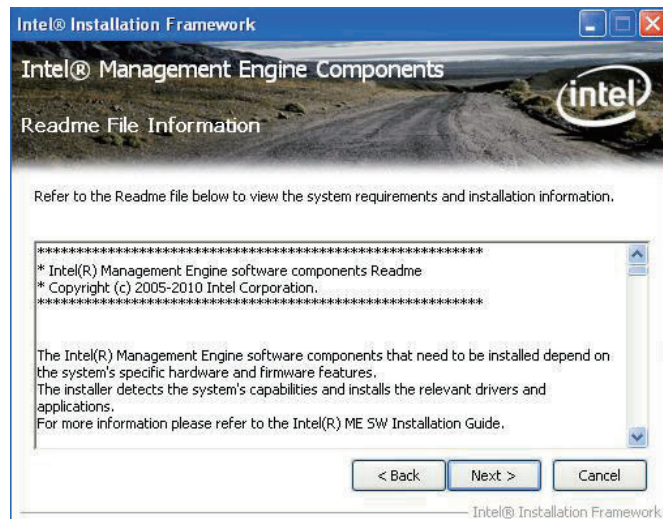 Intel® Installation Framework
Intel® Management Engine Components
intel
Readme File Information
Refer to the Readme file below to view the system requirements and installation information.
*********************************************************
* Intel(R) Management Engine software components Readme
* Copyright (c) 2005-2010 Intel Corporation.
*********************************************************
The Intel(R) Management Engine software components that need to be installed depend on
the system's specific hardware and firmware features.
The installer detects the system's capabilities and installs the relevant drivers and
applications.
For more information please refer to the Intel(R) ME SW Installation Guide.
< Back Next > Cancel
Intel® Installation Framework